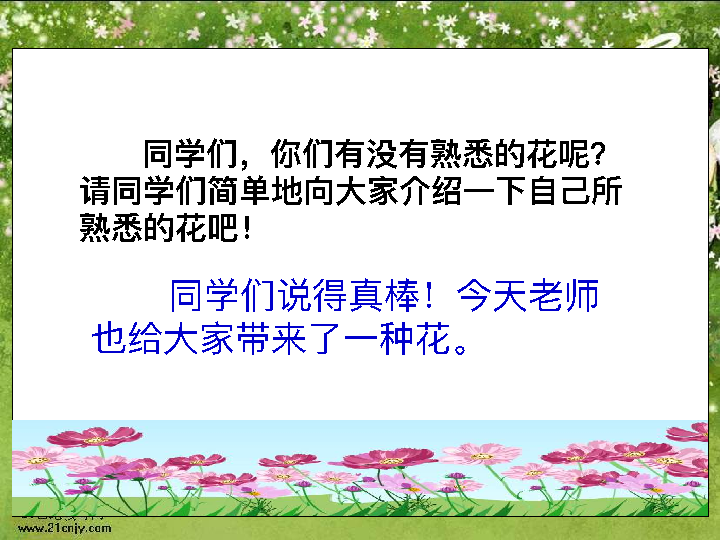 同学们，你们有没有熟悉的花呢？
请同学们简单地向大家介绍一下自己所
熟悉的花吧！
同学们说得真棒！今天老师
也给大家带来了一种花。
www.21cnjy.com